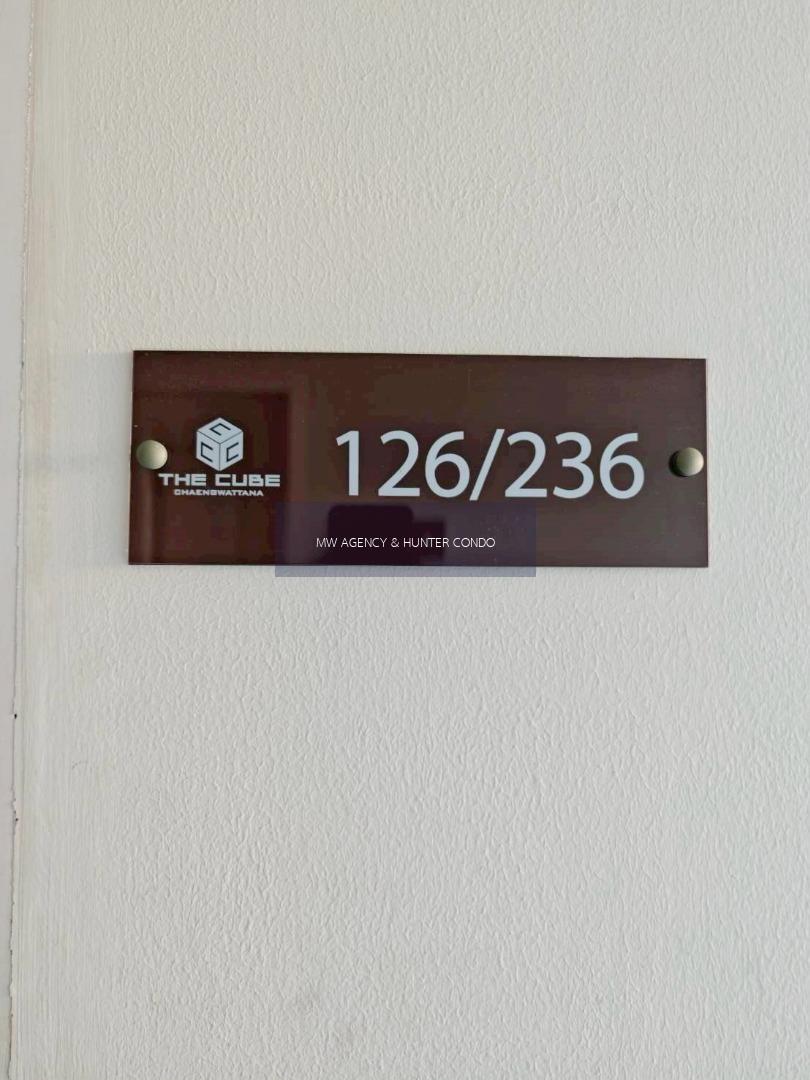 THE CUBE
CHAENGWATTANA
126/236
MW AGENCY & HUNTER CONDO